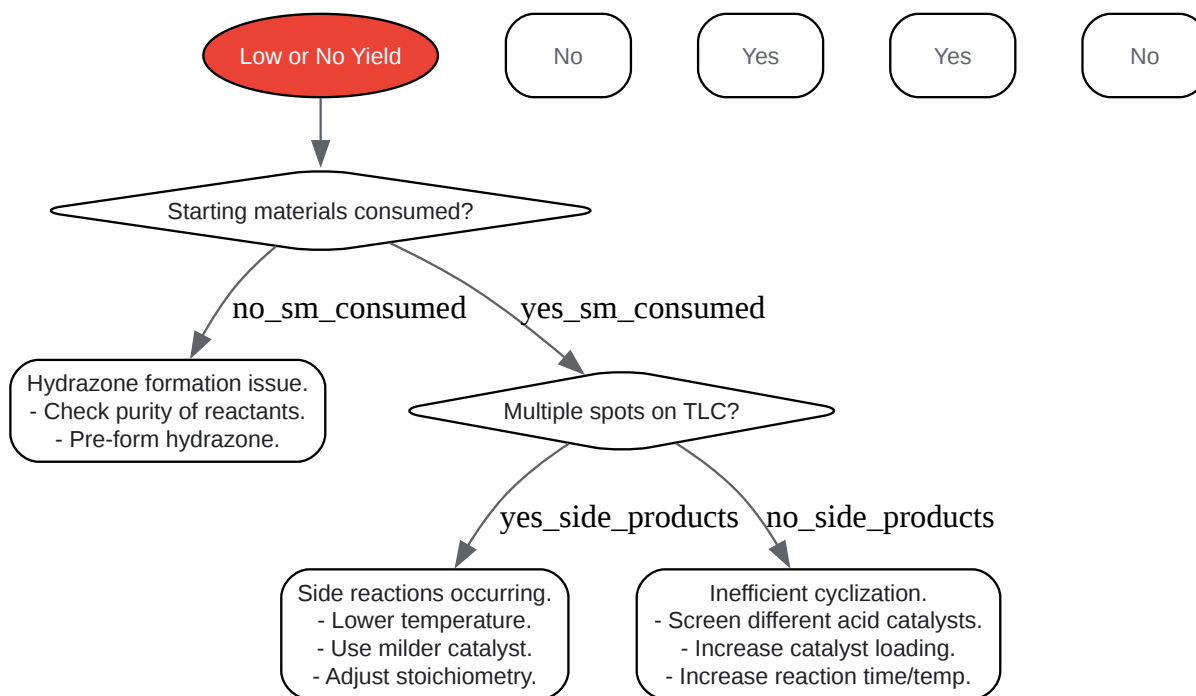 Low or No Yield
No
Yes
Yes
No
Starting materials consumed?
no_sm_consumed
yes_sm_consumed
Hydrazone formation issue.
- Check purity of reactants.
- Pre-form hydrazone.
Multiple spots on TLC?
yes_side_products
no_side_products
Side reactions occurring.
- Lower temperature.
- Use milder catalyst.
- Adjust stoichiometry.
Inefficient cyclization.
- Screen different acid catalysts.
- Increase catalyst loading.
- Increase reaction time/temp.